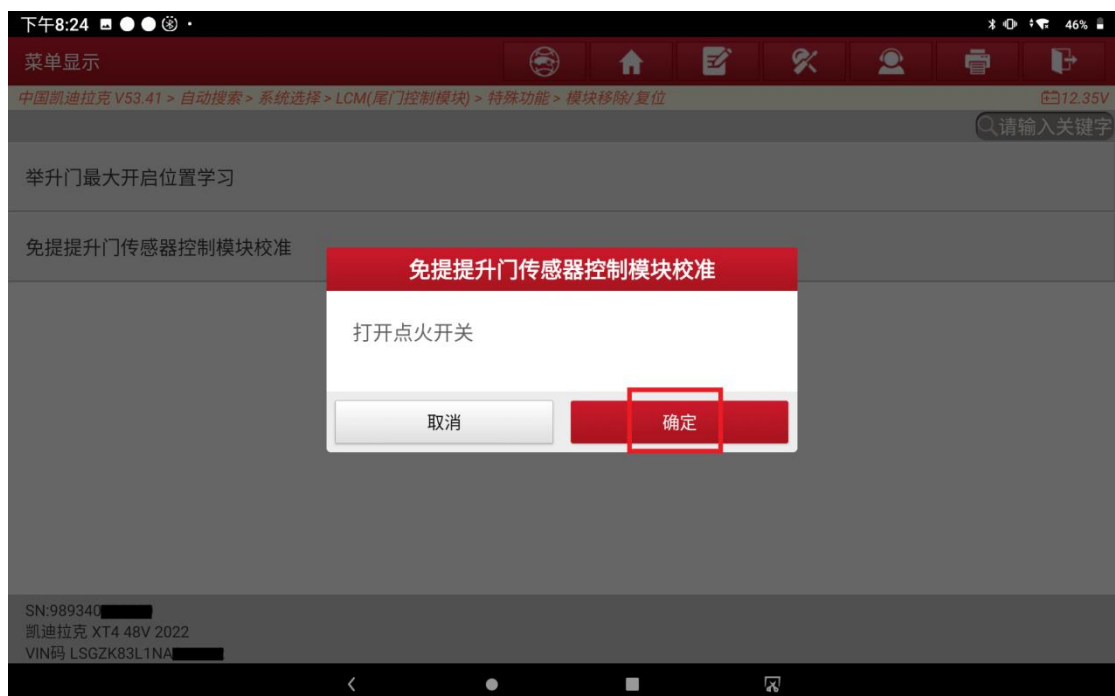 下午8:24
46%
菜单显示
中国凯迪拉克 V53.41 > 自动搜索 > 系统选择 > LCM(尾门控制模块) > 特殊功能 > 模块移除/复位
12.35V
请输入关键字
举升门最大开启位置学习
免提提升门传感器控制模块校准
免提提升门传感器控制模块校准
打开点火开关
取消
确定
SN:989340
凯迪拉克 XT4 48V 2022
VIN码 LSGZK83L1NA